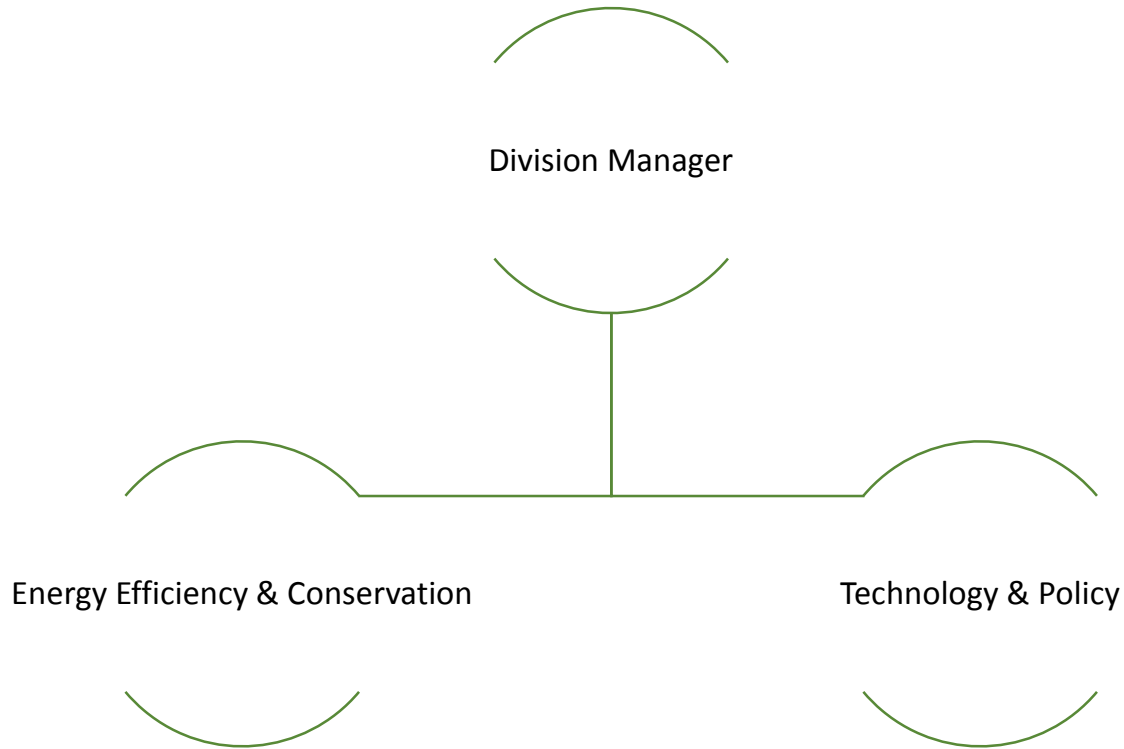 Division Manager
Energy Efficiency & Conservation
Technology & Policy